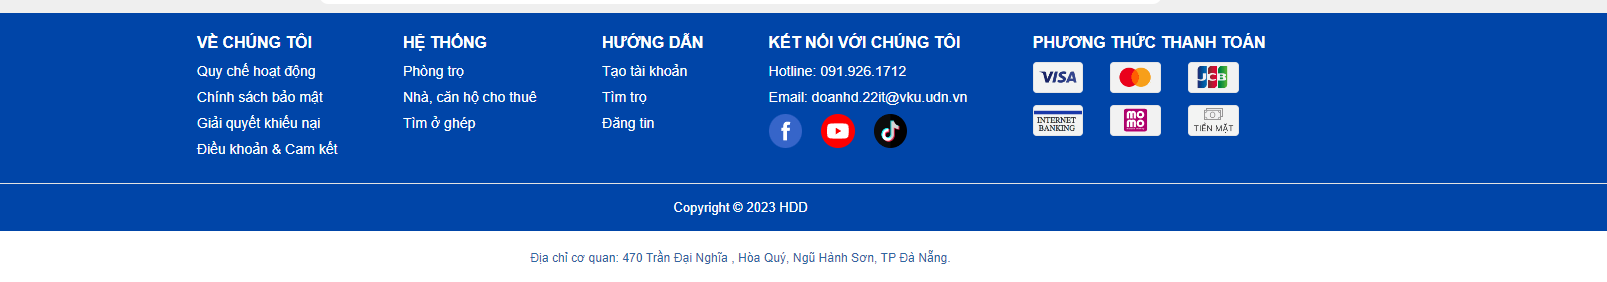 VỀ CHÚNG TÔI
Quy chế hoạt động
Chính sách bảo mật
Giải quyết khiếu nại
Điều khoản & Cam kết
HỆ THỐNG
Phòng trọ
Nhà, căn hộ cho thuê
Tìm ở ghép
HƯỚNG DẪN
Tạo tài khoản
Tìm trọ
Đăng tin
KẾT NỐI VỚI CHÚNG TÔI
Hotline: 091.926.1712
Email: doanhd.22it@vku.udn.vn
PHƯƠNG THỨC THANH TOÁN
VISA
JCB
INTERNET
BANKING
mo
mo
TIỀN MẶT
Copyright © 2023 HDD
Địa chỉ cơ quan: 470 Trần Đại Nghĩa , Hòa Quý, Ngũ Hành Sơn, TP Đà Nẵng.